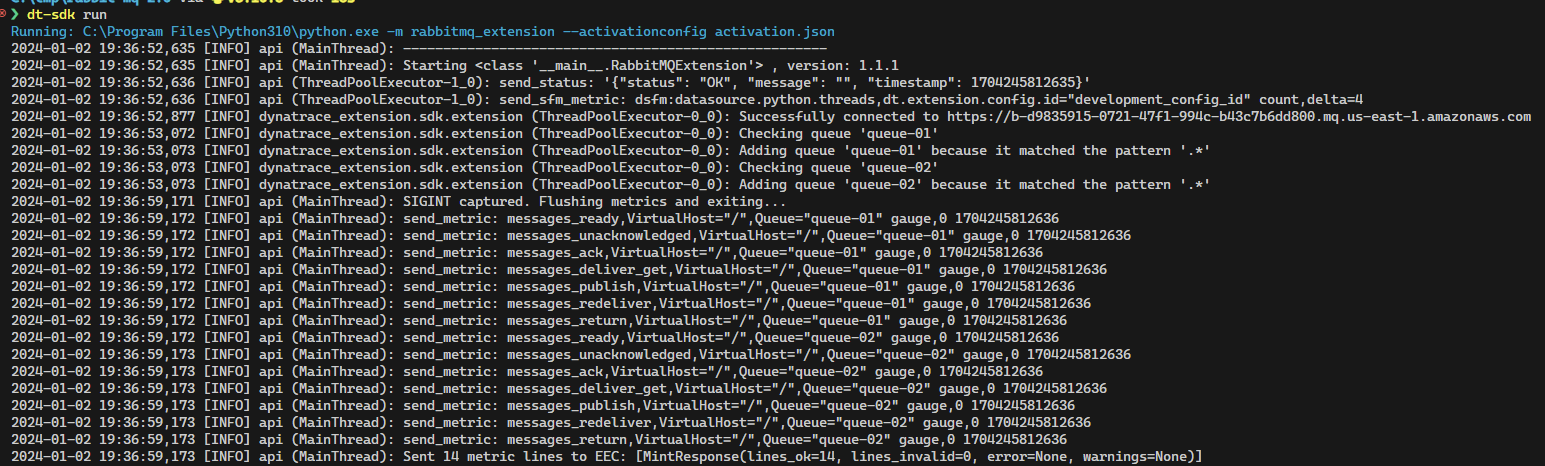 ❯ dt-sdk run
Running: C:\Program Files\Python310\python.exe -m rabbitmq_extension --activationconfig activation.json
2024-01-02 19:36:52,635 [INFO] api (MainThread): -----------------------------------------------------
2024-01-02 19:36:52,635 [INFO] api (MainThread): Starting <class '__main__.RabbitMQExtension'> , version: 1.1.1
2024-01-02 19:36:52,636 [INFO] api (ThreadPoolExecutor-1_0): send_status: '{"status": "OK", "message": "", "timestamp": 1704245812635}'
2024-01-02 19:36:52,636 [INFO] api (ThreadPoolExecutor-1_0): send_sfm_metric: dsfm:datasource.python.threads,dt.extension.config.id="development_config_id" count,delta=4
2024-01-02 19:36:52,877 [INFO] dynatrace_extension.sdk.extension (ThreadPoolExecutor-0_0): Successfully connected to https://b-d9835915-0721-47f1-994c-b43c7b6dd800.mq.us-east-1.amazonaws.com
2024-01-02 19:36:53,072 [INFO] dynatrace_extension.sdk.extension (ThreadPoolExecutor-0_0): Checking queue 'queue-01'
2024-01-02 19:36:53,073 [INFO] dynatrace_extension.sdk.extension (ThreadPoolExecutor-0_0): Adding queue 'queue-01' because it matched the pattern '.*'
2024-01-02 19:36:53,073 [INFO] dynatrace_extension.sdk.extension (ThreadPoolExecutor-0_0): Checking queue 'queue-02'
2024-01-02 19:36:53,073 [INFO] dynatrace_extension.sdk.extension (ThreadPoolExecutor-0_0): Adding queue 'queue-02' because it matched the pattern '.*'
2024-01-02 19:36:59,171 [INFO] api (MainThread): SIGINT captured. Flushing metrics and exiting...
2024-01-02 19:36:59,172 [INFO] api (MainThread): send_metric: messages_ready,VirtualHost="/",Queue="queue-01" gauge,0 1704245812636
2024-01-02 19:36:59,172 [INFO] api (MainThread): send_metric: messages_unacknowledged,VirtualHost="/",Queue="queue-01" gauge,0 1704245812636
2024-01-02 19:36:59,172 [INFO] api (MainThread): send_metric: messages_ack,VirtualHost="/",Queue="queue-01" gauge,0 1704245812636
2024-01-02 19:36:59,172 [INFO] api (MainThread): send_metric: messages_deliver_get,VirtualHost="/",Queue="queue-01" gauge,0 1704245812636
2024-01-02 19:36:59,172 [INFO] api (MainThread): send_metric: messages_publish,VirtualHost="/",Queue="queue-01" gauge,0 1704245812636
2024-01-02 19:36:59,172 [INFO] api (MainThread): send_metric: messages_redeliver,VirtualHost="/",Queue="queue-01" gauge,0 1704245812636
2024-01-02 19:36:59,172 [INFO] api (MainThread): send_metric: messages_return,VirtualHost="/",Queue="queue-01" gauge,0 1704245812636
2024-01-02 19:36:59,172 [INFO] api (MainThread): send_metric: messages_ready,VirtualHost="/",Queue="queue-02" gauge,0 1704245812636
2024-01-02 19:36:59,173 [INFO] api (MainThread): send_metric: messages_unacknowledged,VirtualHost="/",Queue="queue-02" gauge,0 1704245812636
2024-01-02 19:36:59,173 [INFO] api (MainThread): send_metric: messages_ack,VirtualHost="/",Queue="queue-02" gauge,0 1704245812636
2024-01-02 19:36:59,173 [INFO] api (MainThread): send_metric: messages_deliver_get,VirtualHost="/",Queue="queue-02" gauge,0 1704245812636
2024-01-02 19:36:59,173 [INFO] api (MainThread): send_metric: messages_publish,VirtualHost="/",Queue="queue-02" gauge,0 1704245812636
2024-01-02 19:36:59,173 [INFO] api (MainThread): send_metric: messages_redeliver,VirtualHost="/",Queue="queue-02" gauge,0 1704245812636
2024-01-02 19:36:59,173 [INFO] api (MainThread): send_metric: messages_return,VirtualHost="/",Queue="queue-02" gauge,0 1704245812636
2024-01-02 19:36:59,173 [INFO] api (MainThread): Sent 14 metric lines to EEC: [MintResponse(lines_ok=14, lines_invalid=0, error=None, warnings=None)]